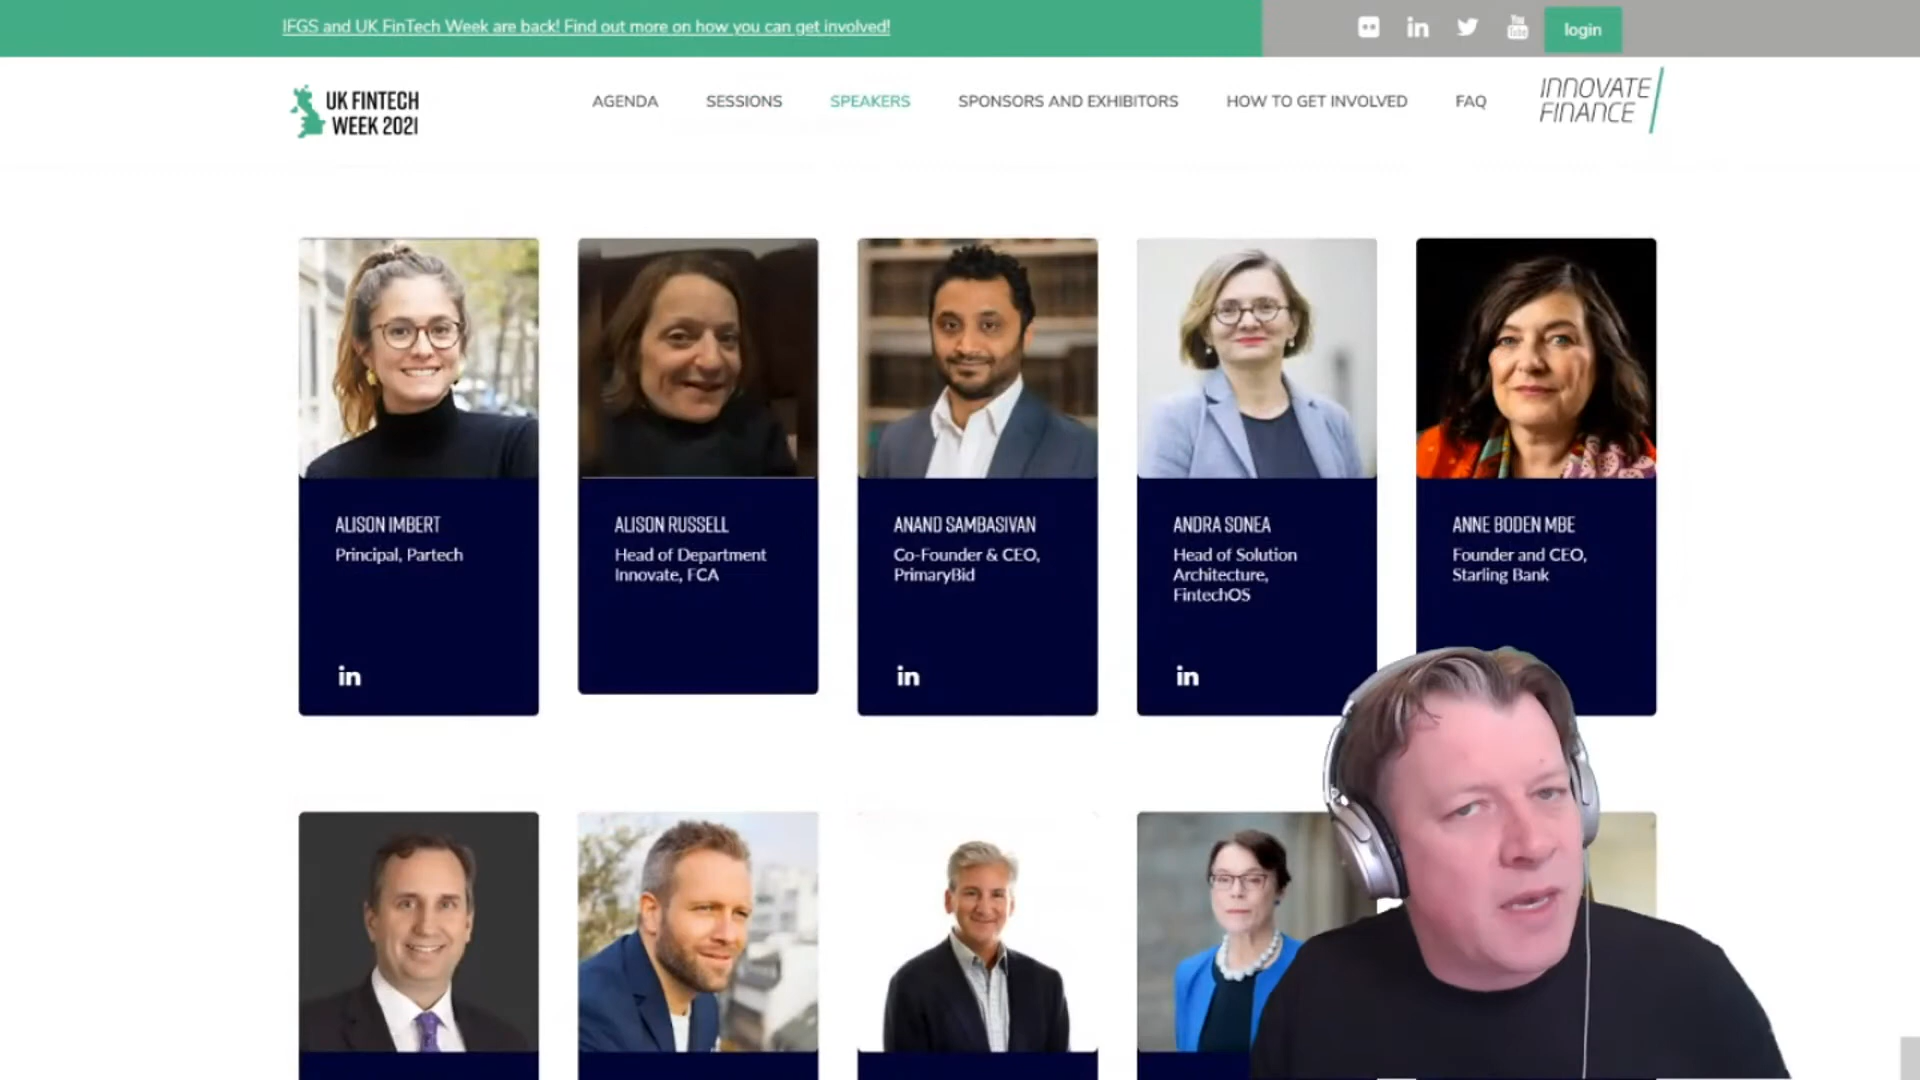 IFGS and UK FinTech Week are back! Find out more on how you can get involved!
You
Tube
login
UK FINTECH
WEEK 2021
AGENDA
SESSIONS
SPEAKERS
SPONSORS AND EXHIBITORS
HOW TO GET INVOLVED
FAQ
INNOVATE
FINANCE
ALISON IMBERT
Principal, Partech
in
ALISON RUSSELL
Head of Department
Innovate, FCA
ANAND SAMBASIVAN
Co-Founder & CEO,
PrimaryBid
in
ANDRA SONEA
Head of Solution
Architecture,
FintechOS
in
ANNE BODEN MBE
Founder and CEO,
Starling Bank